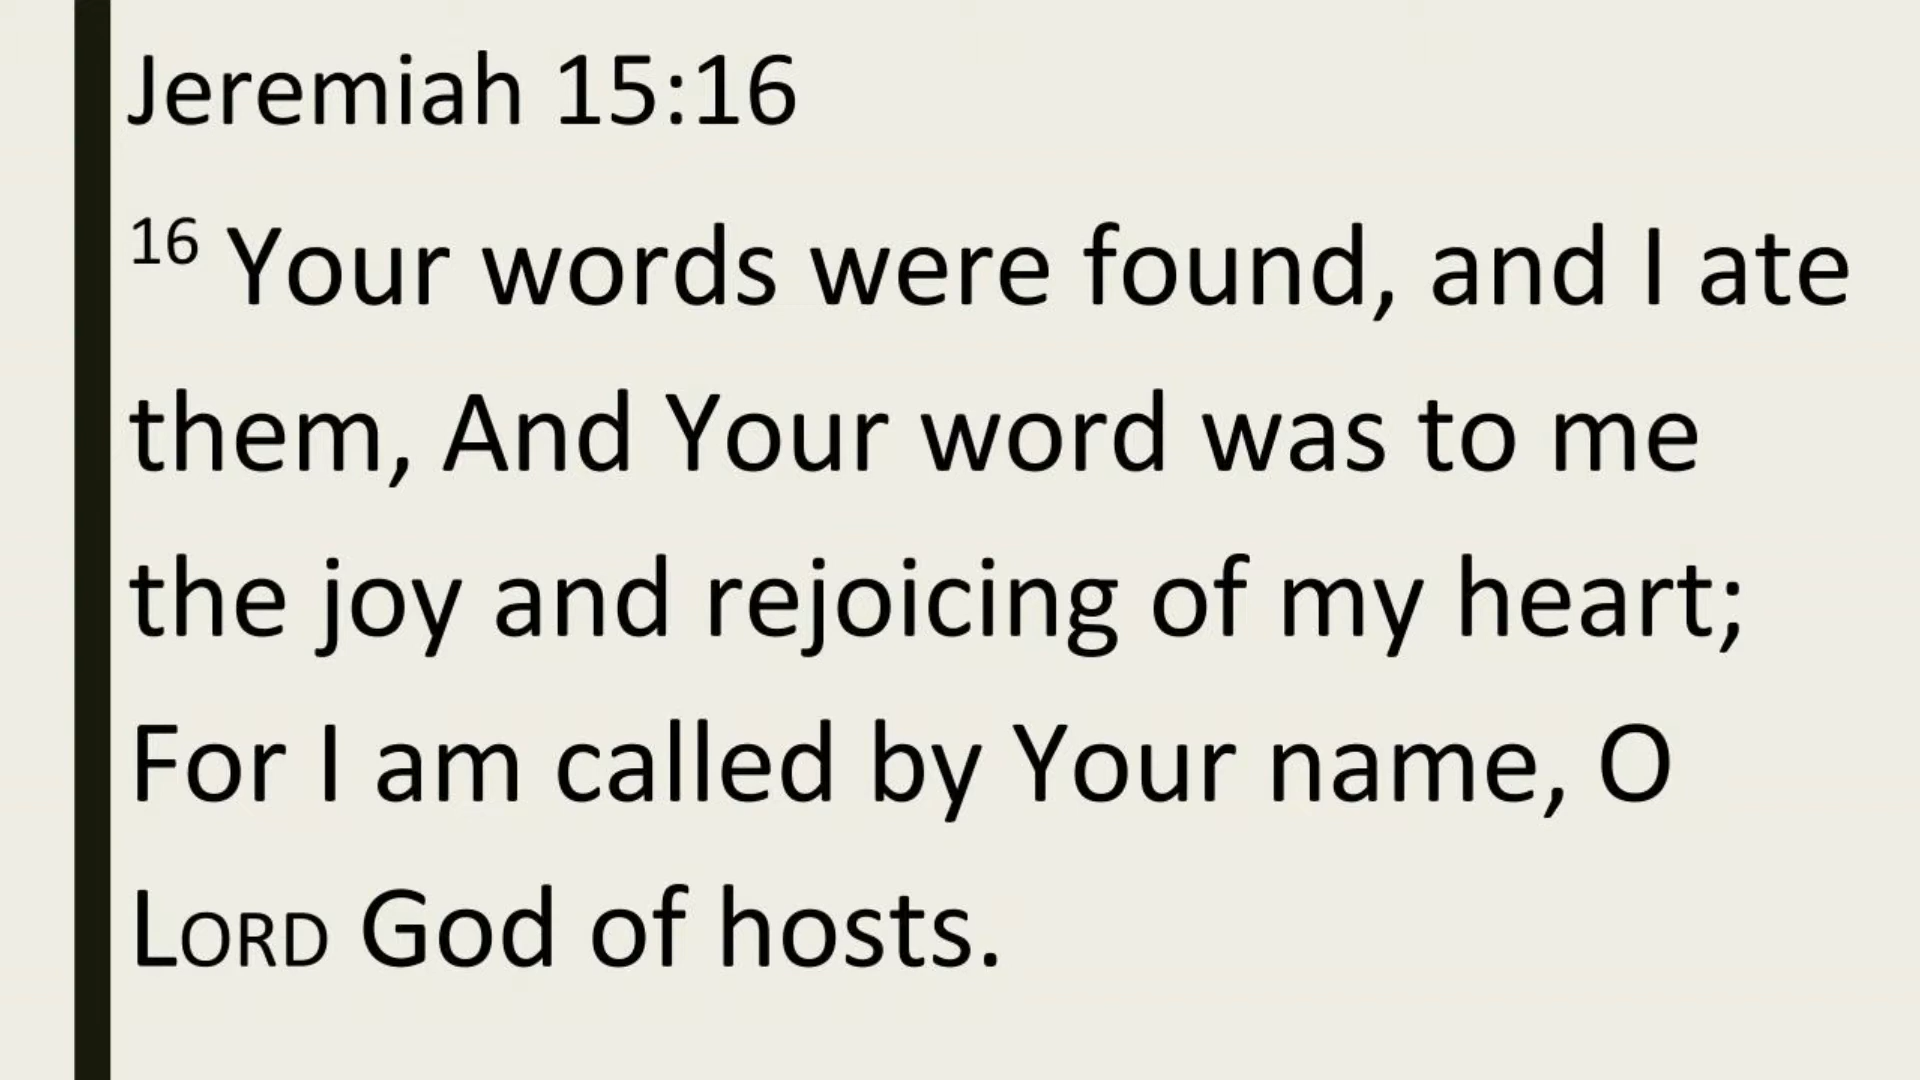 Jeremiah 15:16
16 Your words were found, and I ate
them, And Your word was to me
the joy and rejoicing of my heart;
For I am called by Your name, O
LORD God of hosts.